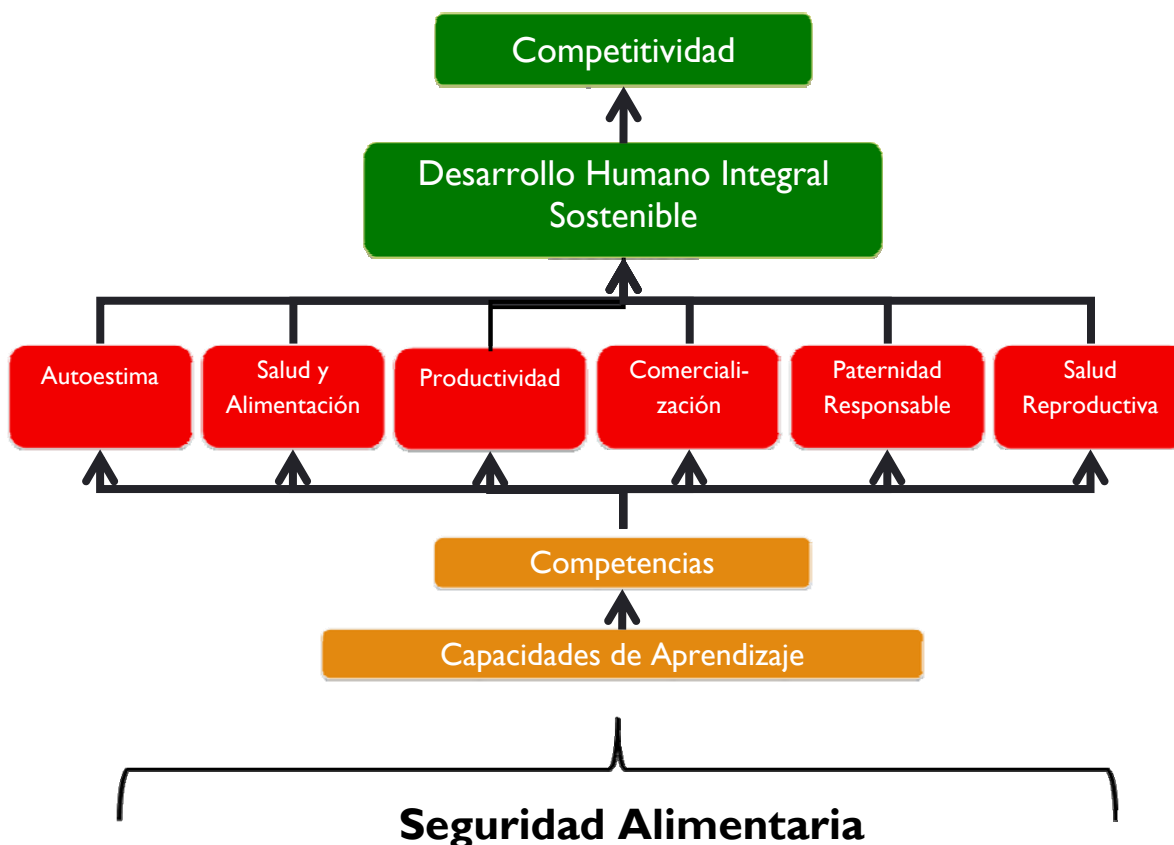 Competitividad
Desarrollo Humano Integral
Sostenible
Autoestima
Salud y
Alimentación
Productividad
Comerciali-
zación
Paternidad
Responsable
Salud
Reproductiva
Competencias
Capacidades de Aprendizaje
Seguridad Alimentaria